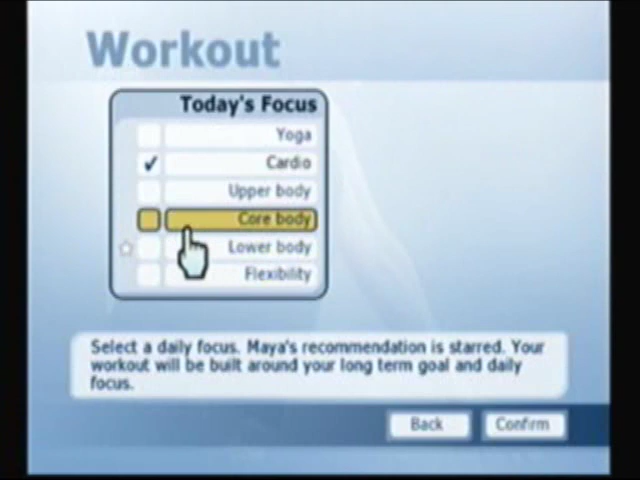 Workout
Today's Focus
Yoga
Cardio
Upper body
Core body
Lower body
Flexibility
Select a daily focus. Maya's recommendation is starred. Your
workout will be built around your long term goal and daily
focus.
Back
Confirm